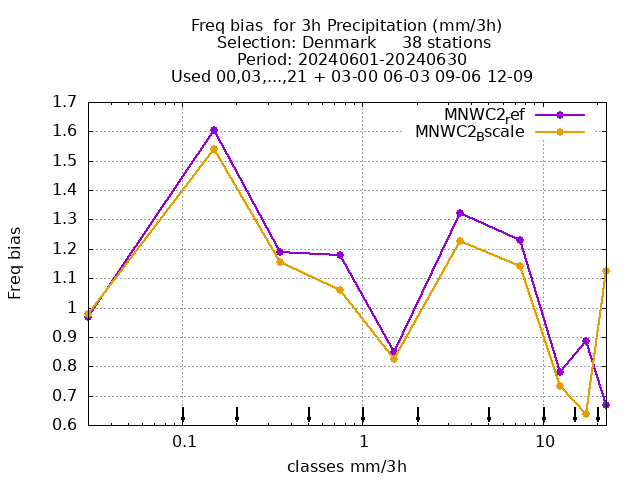 Freq bias  for 3h Precipitation (mm/3h)
Selection: Denmark     38 stations
Period: 20240601-20240630
Used 00,03,...,21 + 03-00 06-03 09-06 12-09
MNWC2ref
MNWC2Bscale
1.7
1.6
1.5
1.4
1.3
1.2
1.1
1
0.9
0.8
0.7
0.6
Freq bias
0.1 1 10
classes mm/3h